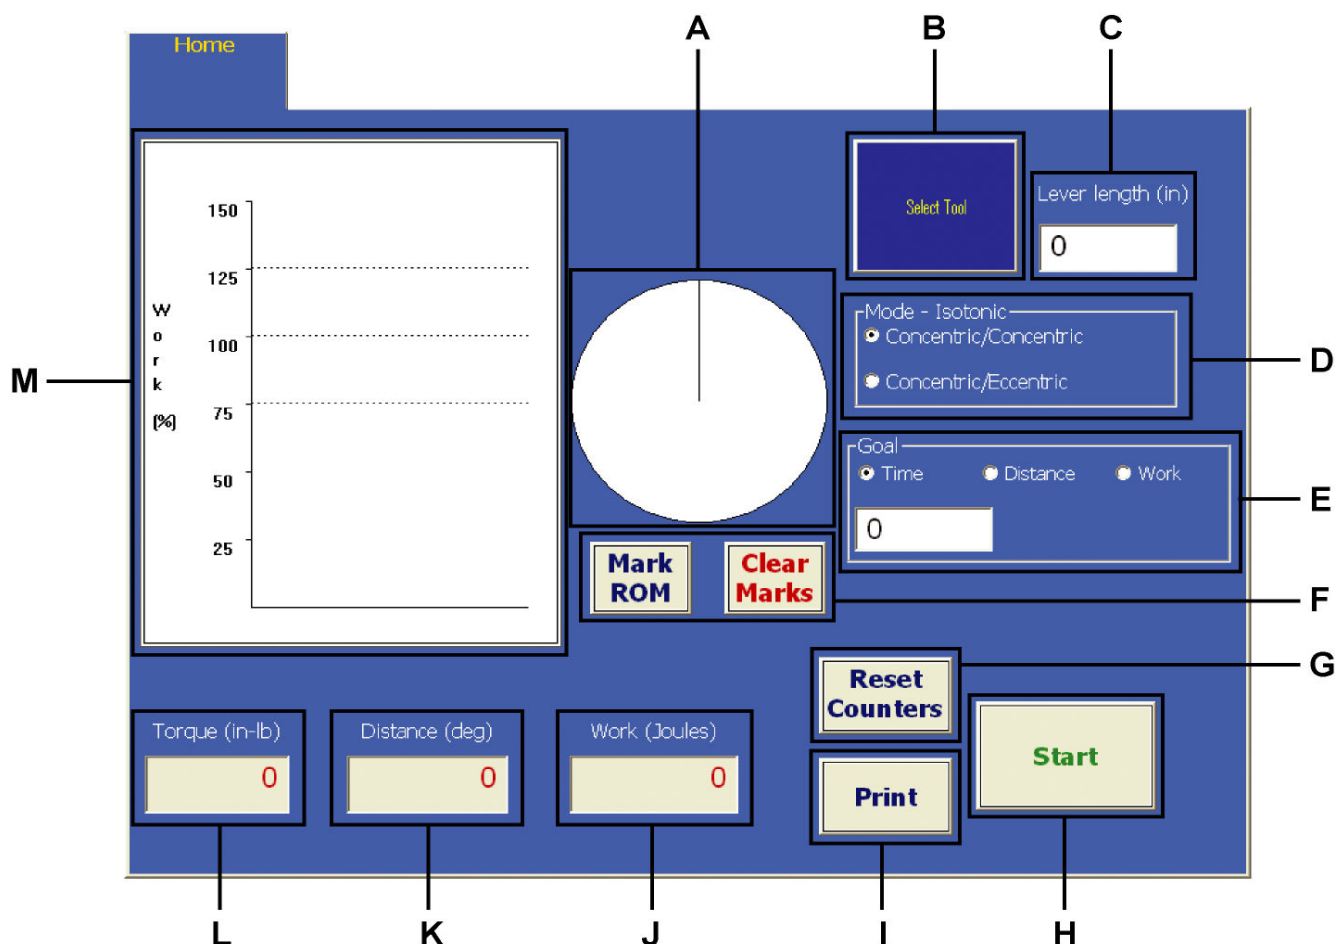 A
B
C
Home
Select Tool
Lever length (in)
0
Work (%)
150
125
100
75
50
25
M
Mode - Isotonic
Concentric/Concentric
Concentric/Eccentric
D
Goal
Time Distance Work
0
E
Mark
ROM
Clear
Marks
F
Reset
Counters
G
Torque (in-lb)
0
Distance (deg)
0
Work (Joules)
0
Print
Start
L
K
J
I
H